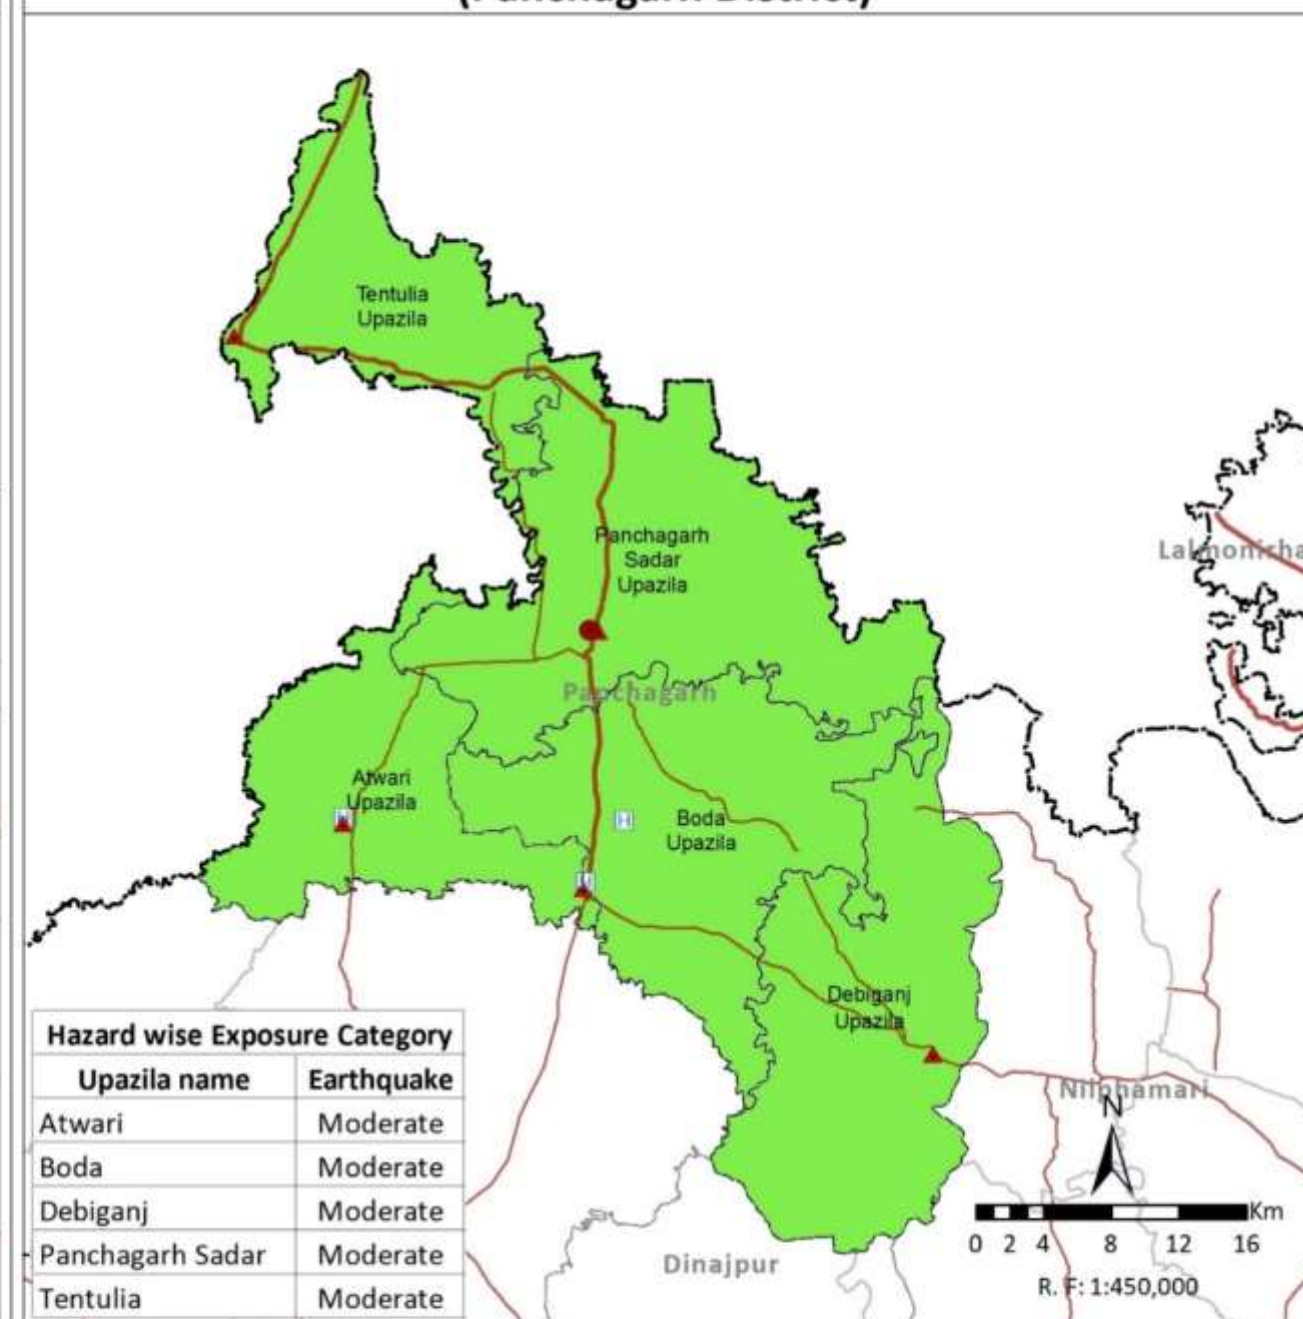 (Panchagarh District)
Tentulia
Upazila
Panchagarh
Sadar
Upazila
Panchagarh
Atwari
Upazila
H
Boda
Upazila
Debiganj
Upazila
Nilphamari
Dinajpur
Hazard wise Exposure Category
Upazila name Earthquake
Atwari Moderate
Boda Moderate
Debiganj Moderate
Panchagarh Sadar Moderate
Tentulia Moderate
N
Km
0 2 4 8 12 16
R. F: 1:450,000